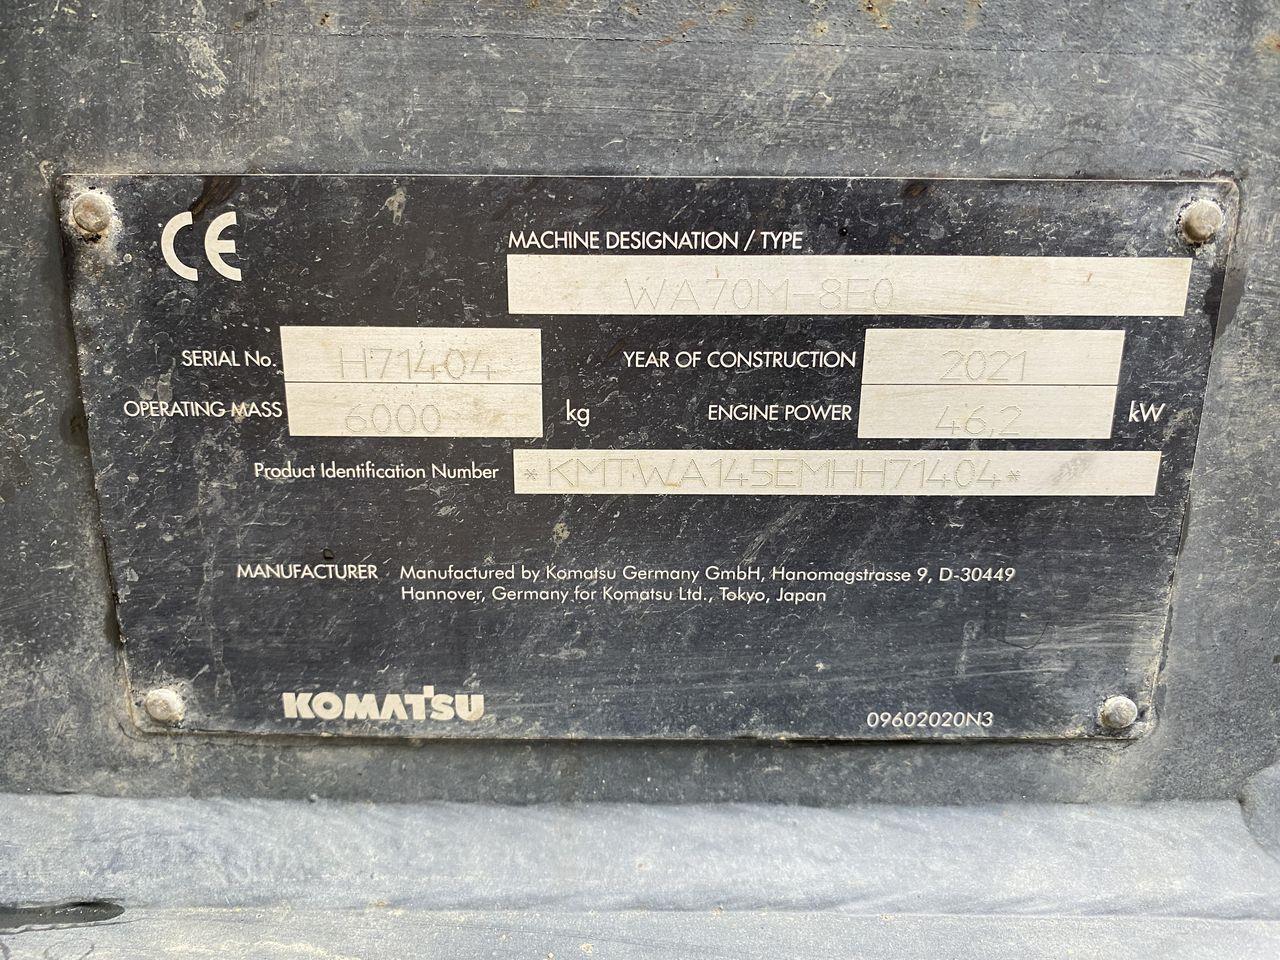 CE
MACHINE DESIGNATION / TYPE
WA70M-8E0
SERIAL No. H71404 YEAR OF CONSTRUCTION 2021
OPERATING MASS 6000 kg ENGINE POWER 46,2 kW
Product Identification Number *KMTWA145EMHH71404*
MANUFACTURER Manufactured by Komatsu Germany GmbH, Hanomagstrasse 9, D-30449
Hannover, Germany for Komatsu Ltd., Tokyo, Japan
KOMATSU 09602020N3